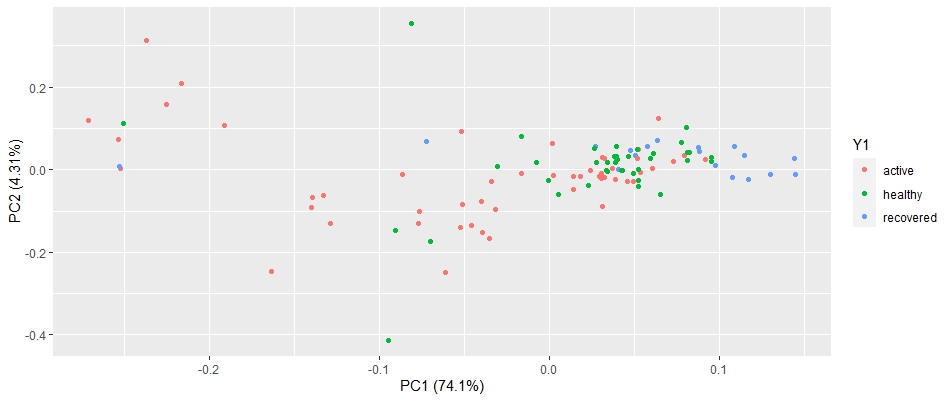 0.2
0.0
-0.2
-0.4
PC2 (4.31%)
-0.2
-0.1
0.0
0.1
PC1 (74.1%)
Y1
active
healthy
recovered